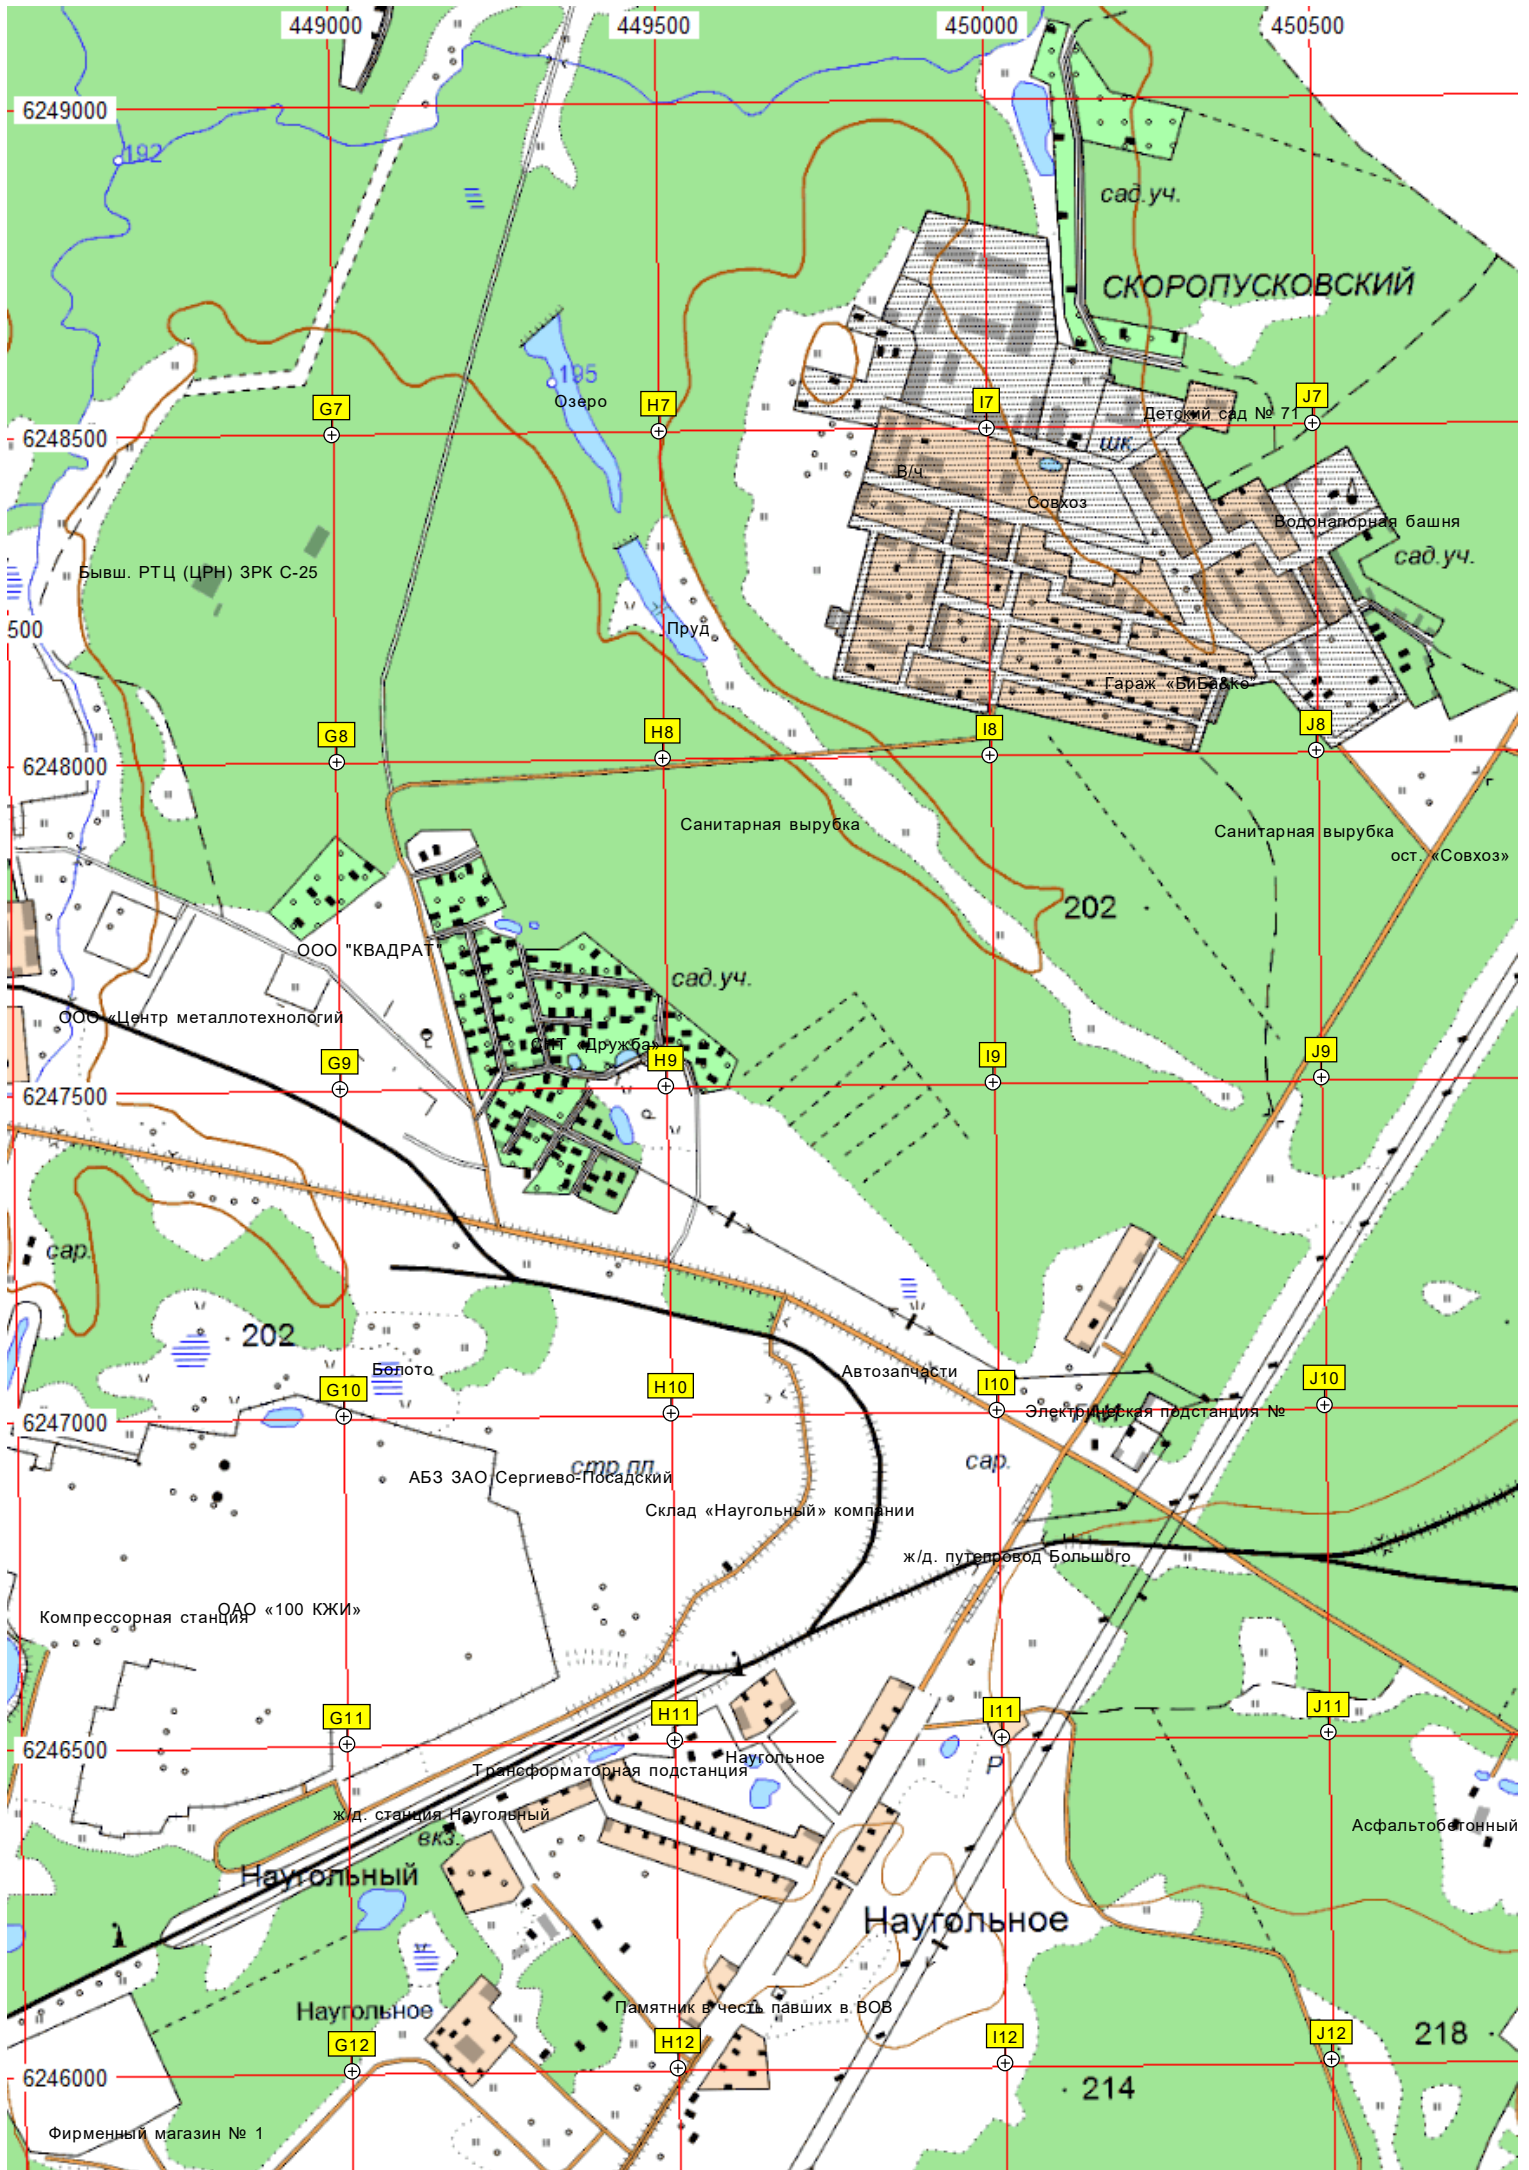 449000 449500 450000 450500
6249000
192
сад.уч.
СКОРОПУСКОВСКИЙ
195
Озеро
G7 H7 I7 J7
Детский сад № 71
6248500
шк.
В/ч
Совхоз
Водонапорная башня
сад.уч.
Бывш. РТЦ (ЦРН) ЗРК С-25
500
Пруд
Гараж «БиБа&Ко»
G8 H8 I8 J8
6248000
Санитарная вырубка
Санитарная вырубка
ост. «Совхоз»
202
ООО "КВАДРАТ"
сад.уч.
ООО «Центр металлотехнологий
СНТ «Дружба»
G9 H9 I9 J9
6247500
сар.
202
Болото
Автозапчасти
G10 H10 I10 J10
6247000
Электрическая подстанция №
стр.пл.
сар.
АБЗ ЗАО Сергиево-Посадский
Склад «Наугольный» компании
ж/д. путепровод Большого
ОАО «100 КЖИ»
Компрессорная станция
G11 H11 I11 J11
6246500
Наугольное
Р
Трансформаторная подстанция
ж/д. станция Наугольный
вкз.
Асфальтобетонный
Наугольный
Наугольное
Наугольное
Памятник в честь павших в ВОВ
G12 H12 I12 J12
218
6246000
214
Фирменный магазин № 1